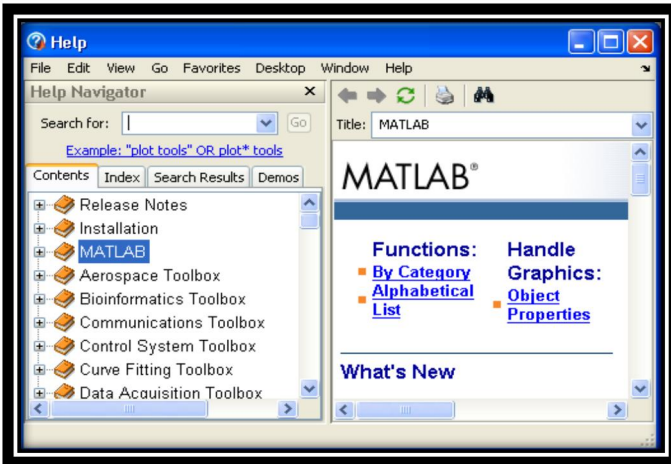 Help
File Edit View Go Favorites Desktop Window Help
Help Navigator
Search for:
Go
Example: "plot tools" OR plot* tools
Contents Index Search Results Demos
Release Notes
Installation
MATLAB
Aerospace Toolbox
Bioinformatics Toolbox
Communications Toolbox
Control System Toolbox
Curve Fitting Toolbox
Data Acquisition Toolbox
Title: MATLAB
MATLAB®
Functions:
By Category
Alphabetical
List
Handle
Graphics:
Object
Properties
What's New